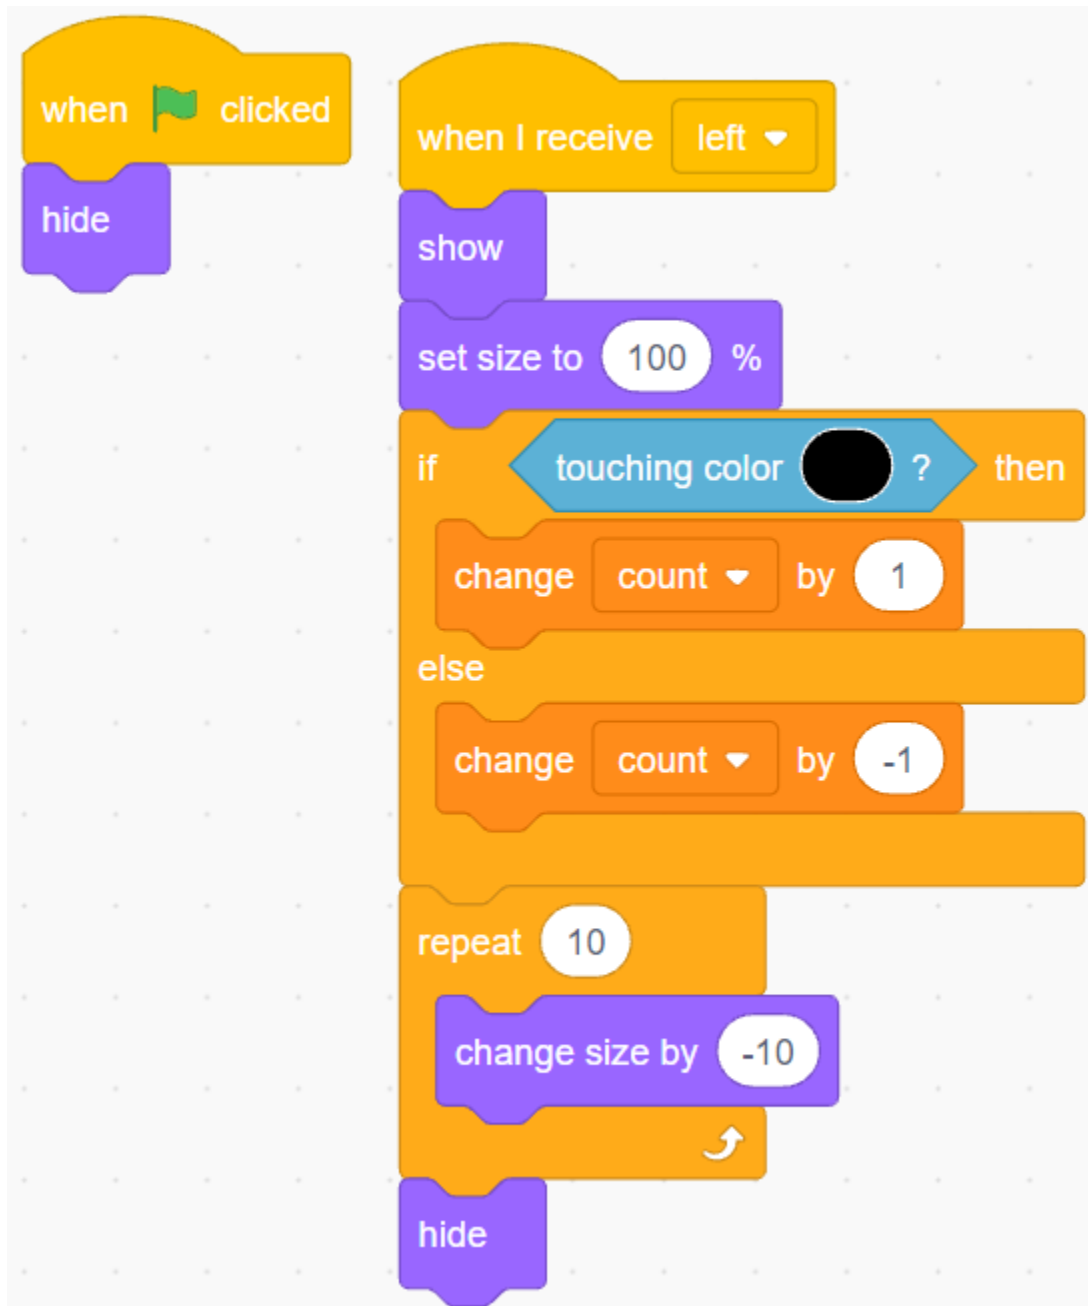 when clicked
hide
when I receive left
show
set size to 100 %
if touching color ? then
change count by 1
else
change count by -1
repeat 10
change size by -10
hide